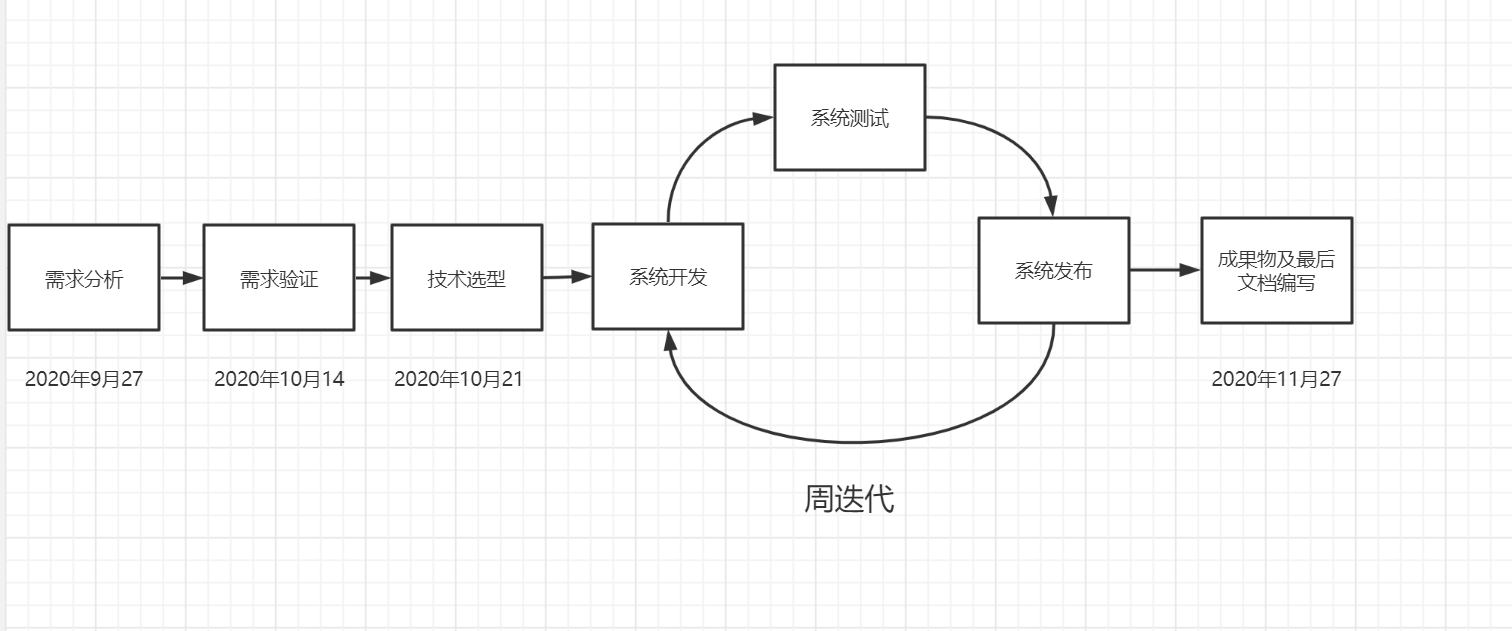 系统测试
需求分析
需求验证
技术选型
系统开发
系统发布
成果物及最后
文档编写
2020年9月27
2020年10月14
2020年10月21
2020年11月27
周迭代